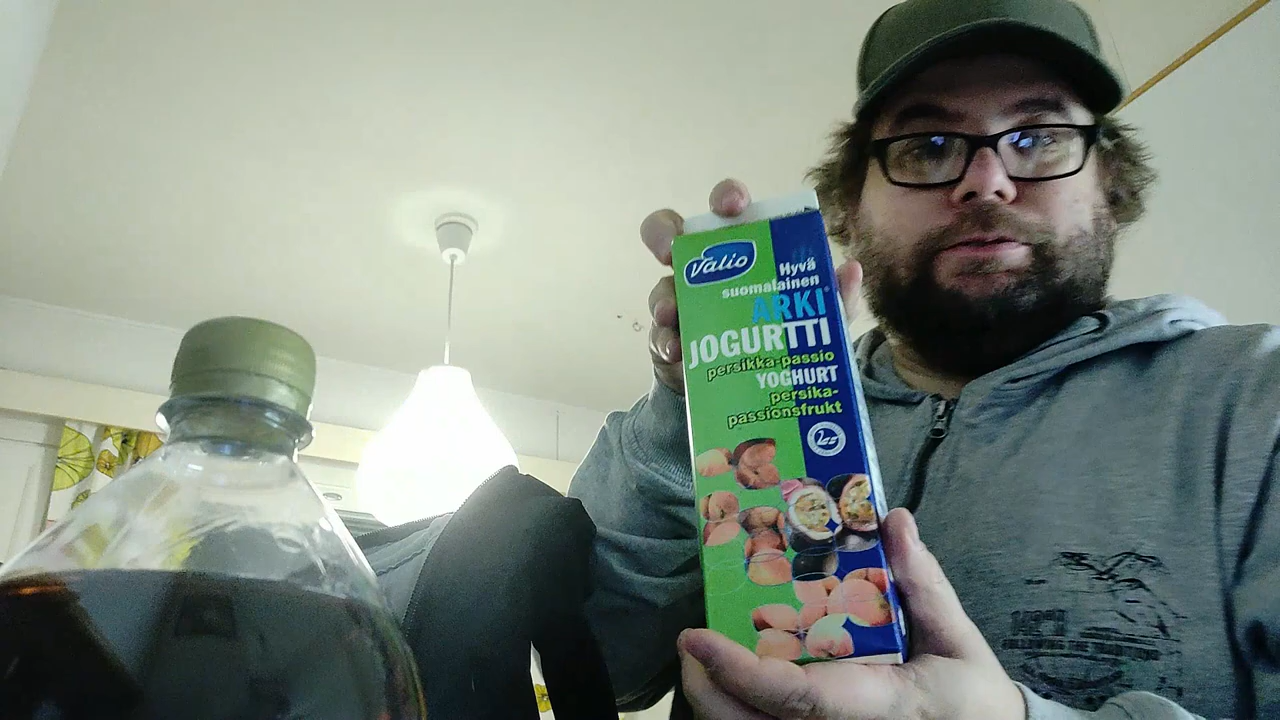 Valio
Hyvä
suomalainen
ARKI
JOGURTTI
persikka-passio
YOGHURT
persika-
passionsfrukt